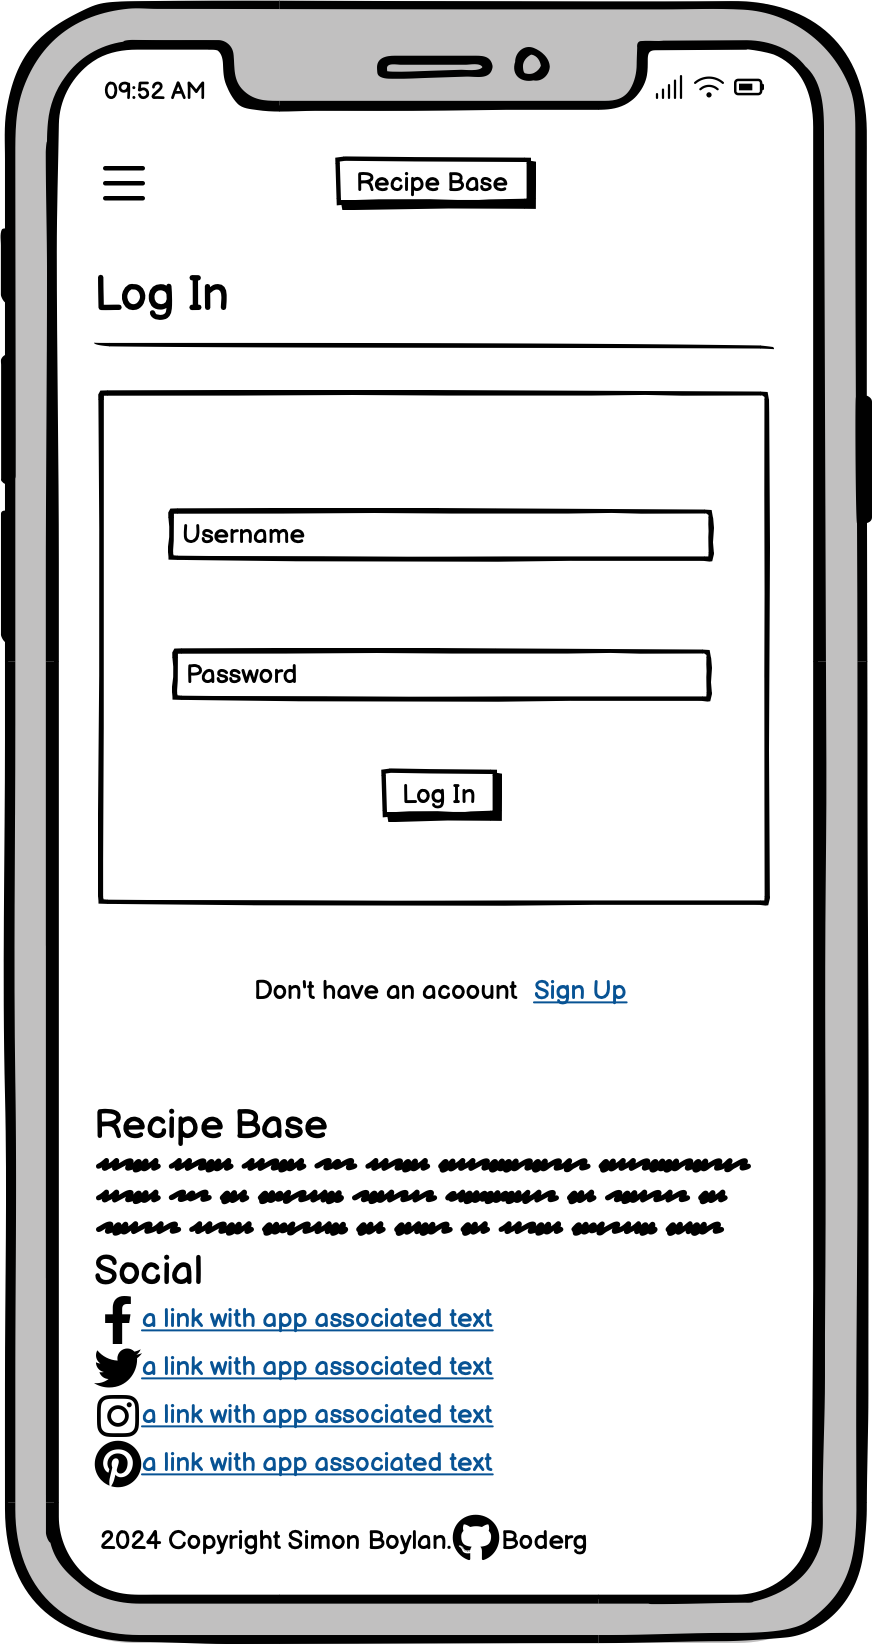 09:52 AM
Recipe Base
Log In
Username
Password
Log In
Don't have an acoount Sign Up
Recipe Base
Social
a link with app associated text
a link with app associated text
a link with app associated text
a link with app associated text
2024 Copyright Simon Boylan. Boderg